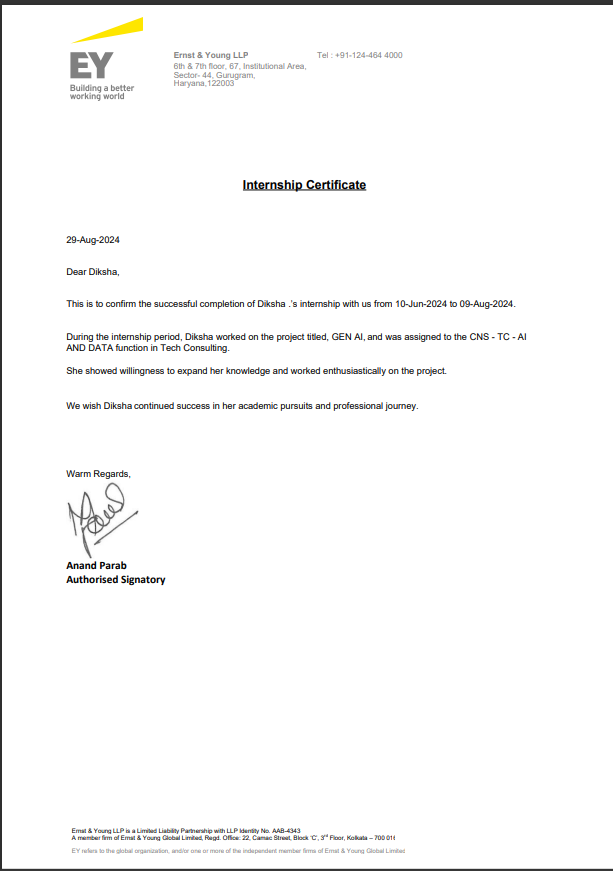 EY
Building a better
working world
Ernst & Young LLP
6th & 7th floor, 67, Institutional Area,
Sector- 44, Gurugram,
Haryana,122003
Tel : +91-124-464 4000
Internship Certificate
29-Aug-2024
Dear Diksha,
This is to confirm the successful completion of Diksha .'s internship with us from 10-Jun-2024 to 09-Aug-2024.
During the internship period, Diksha worked on the project titled, GEN AI, and was assigned to the CNS - TC - AI
AND DATA function in Tech Consulting.
She showed willingness to expand her knowledge and worked enthusiastically on the project.
We wish Diksha continued success in her academic pursuits and professional journey.
Warm Regards,
Anand Parab
Authorised Signatory
Ernst & Young LLP is a Limited Liability Partnership with LLP Identity No. AAB-4343
A member firm of Ernst & Young Global Limited, Regd. Office: 22, Camac Street, Block 'C', 3rd Floor, Kolkata – 700
EY refers to the global organization, and/or one or more of the independent member firms of Ernst & Young Global Limited